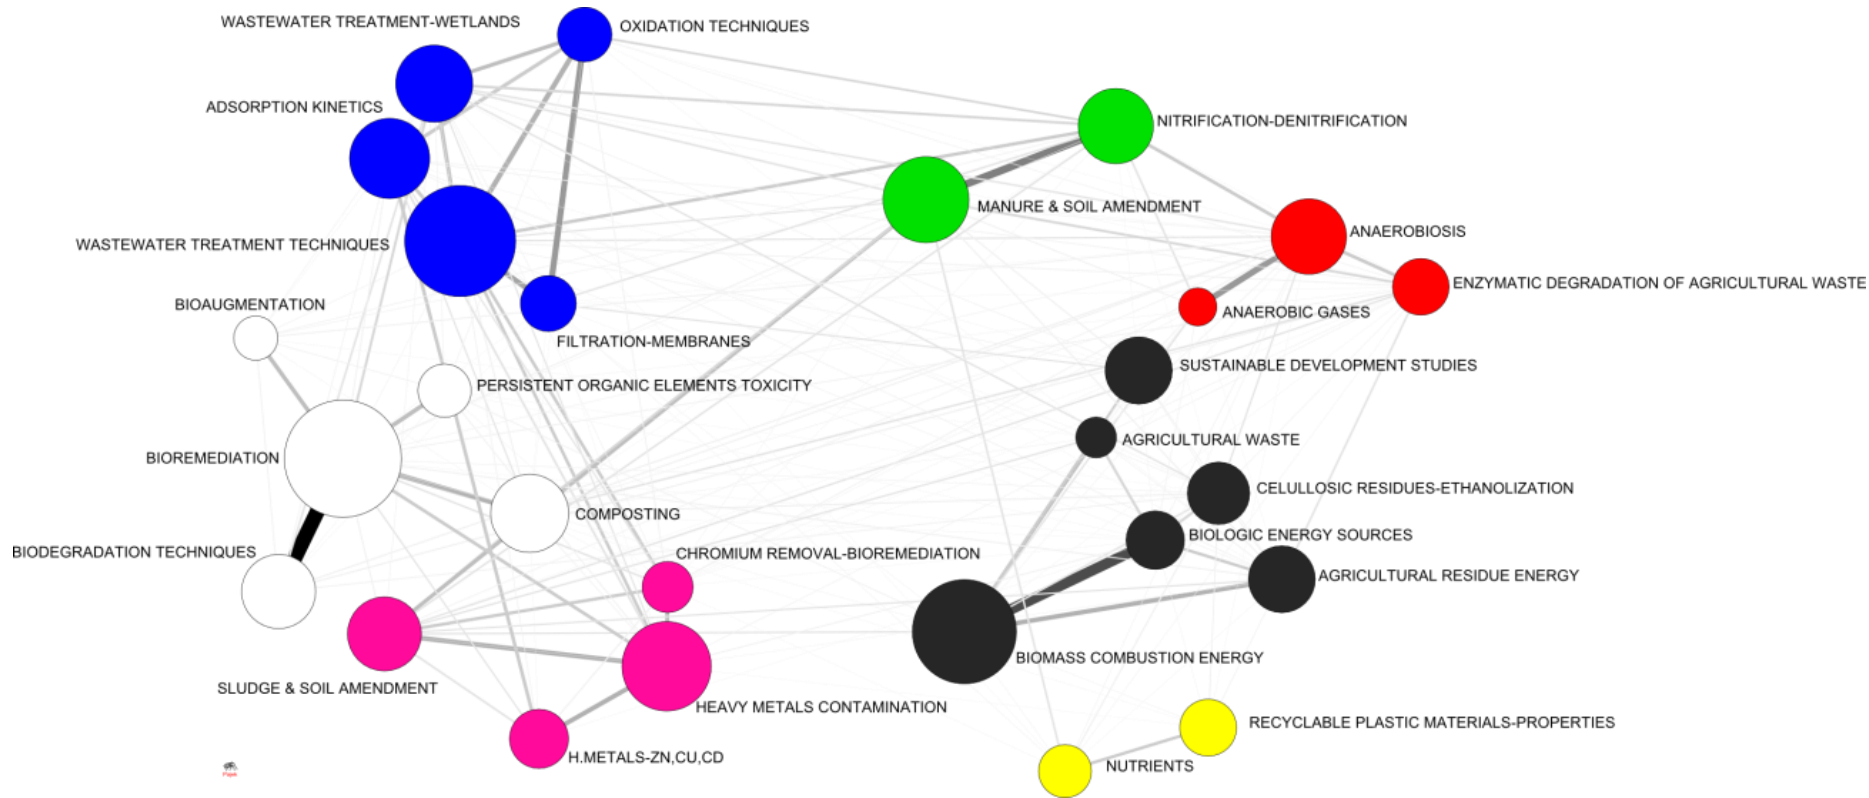 WASTEWATER TREATMENT-WETLANDS
OXIDATION TECHNIQUES
ADSORPTION KINETICS
NITRIFICATION-DENITRIFICATION
MANURE & SOIL AMENDMENT
ANAEROBIOSIS
WASTEWATER TREATMENT TECHNIQUES
ENZYMATIC DEGRADATION OF AGRICULTURAL WASTE
BIOAUGMENTATION
ANAEROBIC GASES
FILTRATION-MEMBRANES
SUSTAINABLE DEVELOPMENT STUDIES
PERSISTENT ORGANIC ELEMENTS TOXICITY
AGRICULTURAL WASTE
BIOREMEDIATION
CELULLOSIC RESIDUES-ETHANOLIZATION
COMPOSTING
BIOLOGIC ENERGY SOURCES
BIODEGRADATION TECHNIQUES
CHROMIUM REMOVAL-BIOREMEDIATION
AGRICULTURAL RESIDUE ENERGY
BIOMASS COMBUSTION ENERGY
SLUDGE & SOIL AMENDMENT
HEAVY METALS CONTAMINATION
RECYCLABLE PLASTIC MATERIALS-PROPERTIES
H.METALS-ZN,CU,CD
NUTRIENTS